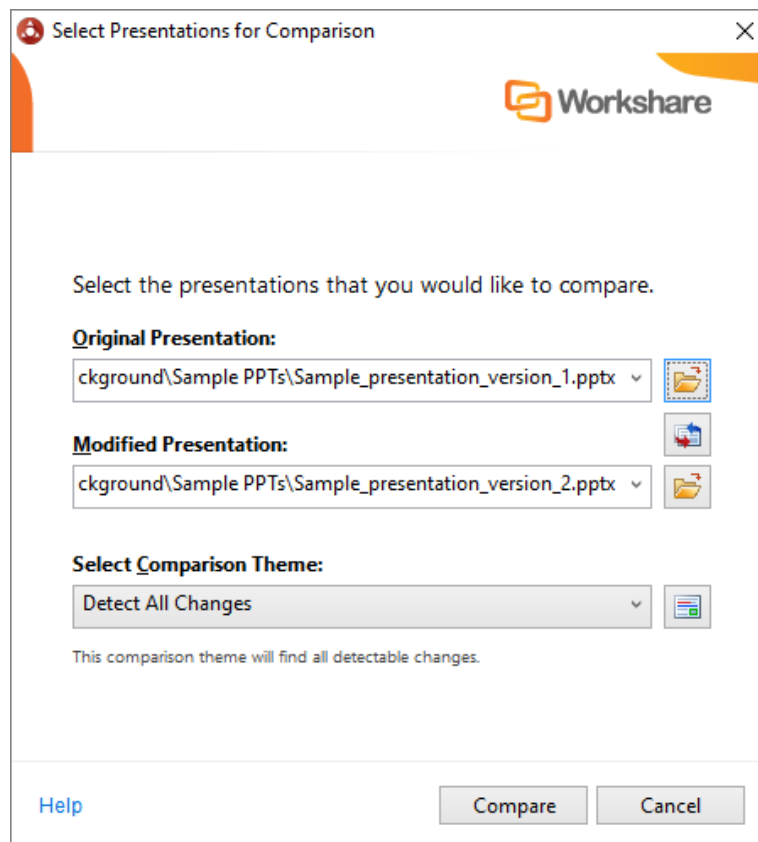 Select Presentations for Comparison
Workshare
Select the presentations that you would like to compare.
Original Presentation:
ckground\Sample PPTs\Sample_presentation_version_1.pptx
Modified Presentation:
ckground\Sample PPTs\Sample_presentation_version_2.pptx
Select Comparison Theme:
Detect All Changes
This comparison theme will find all detectable changes.
Help Compare Cancel